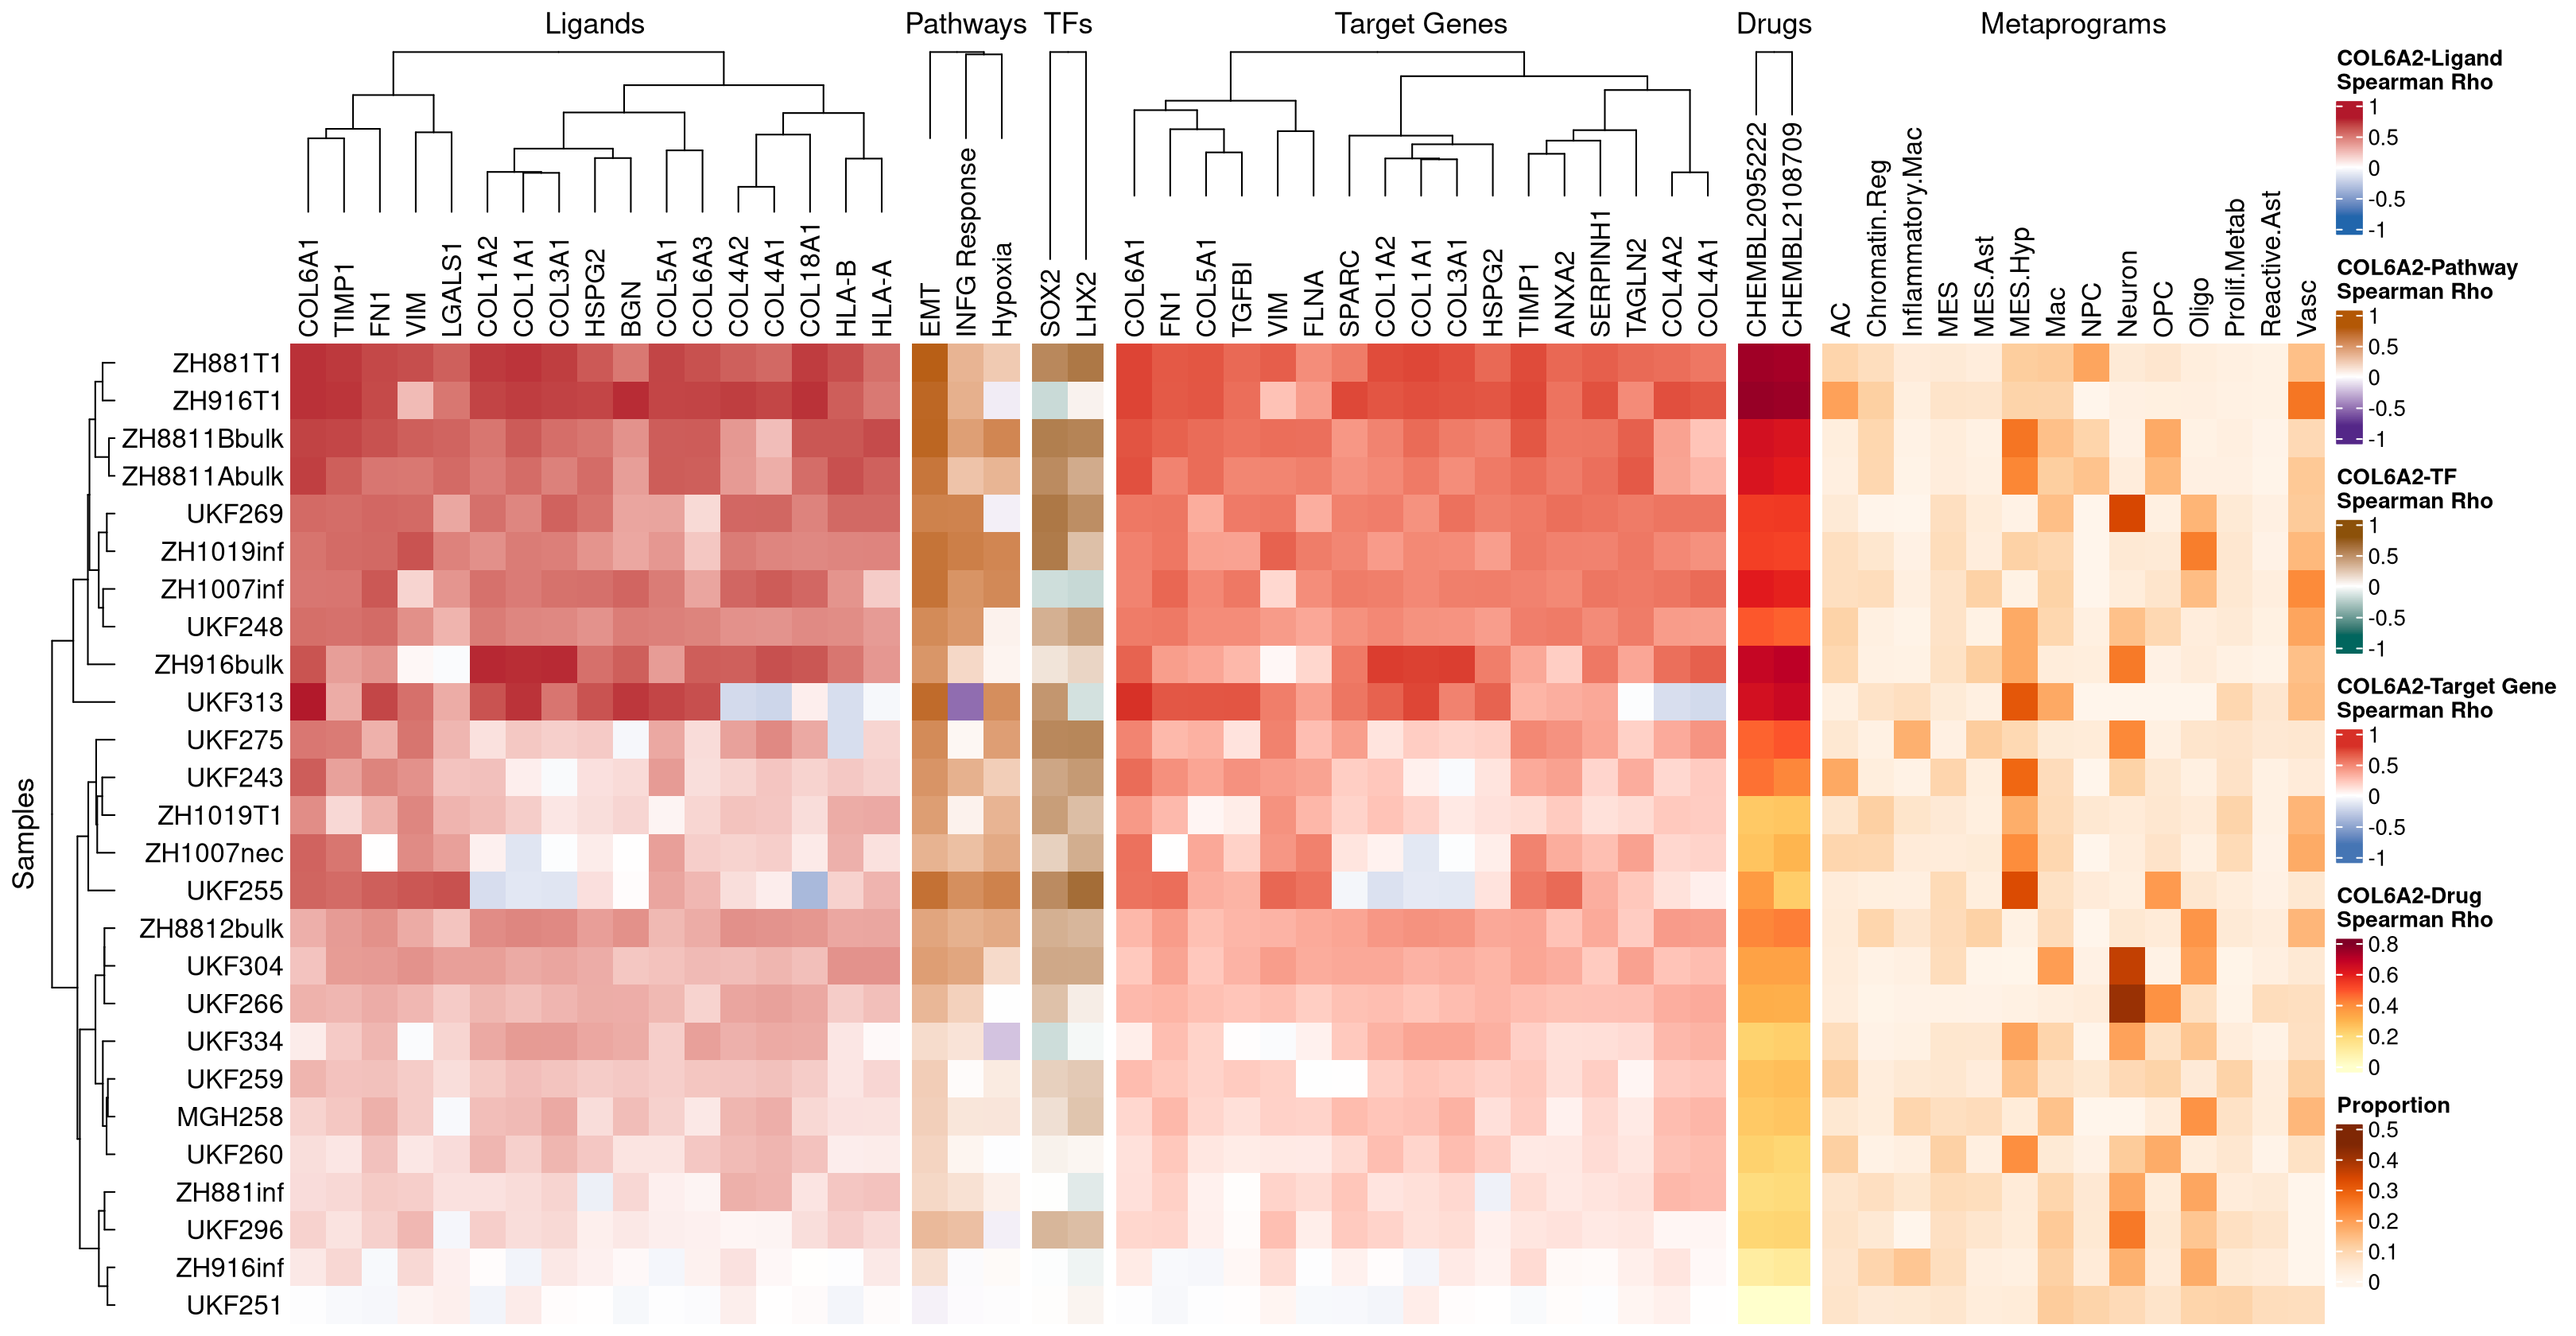 Ligands
Pathways
TFs
Target Genes
Drugs
Metaprograms
COL6A1
TIMP1
FN1
VIM
LGALS1
COL1A2
COL1A1
COL3A1
HSPG2
BGN
COL5A1
COL6A3
COL4A2
COL4A1
COL18A1
HLA-B
HLA-A
EMT
INFG Response
Hypoxia
SOX2
LHX2
COL6A1
FN1
COL5A1
TGFBI
VIM
FLNA
SPARC
COL1A2
COL1A1
COL3A1
HSPG2
TIMP1
ANXA2
SERPINH1
TAGLN2
COL4A2
COL4A1
CHEMBL2095222
CHEMBL2108709
AC
Chromatin.Reg
Inflammatory.Mac
MES
MES.Ast
MES.Hyp
Mac
NPC
Neuron
OPC
Oligo
Prolif.Metab
Reactive.Ast
Vasc
Samples
ZH881T1
ZH916T1
ZH8811Bbulk
ZH8811Abulk
UKF269
ZH1019inf
ZH1007inf
UKF248
ZH916bulk
UKF313
UKF275
UKF243
ZH1019T1
ZH1007nec
UKF255
ZH8812bulk
UKF304
UKF266
UKF334
UKF259
MGH258
UKF260
ZH881inf
UKF296
ZH916inf
UKF251
COL6A2-Ligand
Spearman Rho
1
0.5
0
-0.5
-1
COL6A2-Pathway
Spearman Rho
1
0.5
0
-0.5
-1
COL6A2-TF
Spearman Rho
1
0.5
0
-0.5
-1
COL6A2-Target Gene
Spearman Rho
1
0.5
0
-0.5
-1
COL6A2-Drug
Spearman Rho
0.8
0.6
0.4
0.2
0
Proportion
0.5
0.4
0.3
0.2
0.1
0